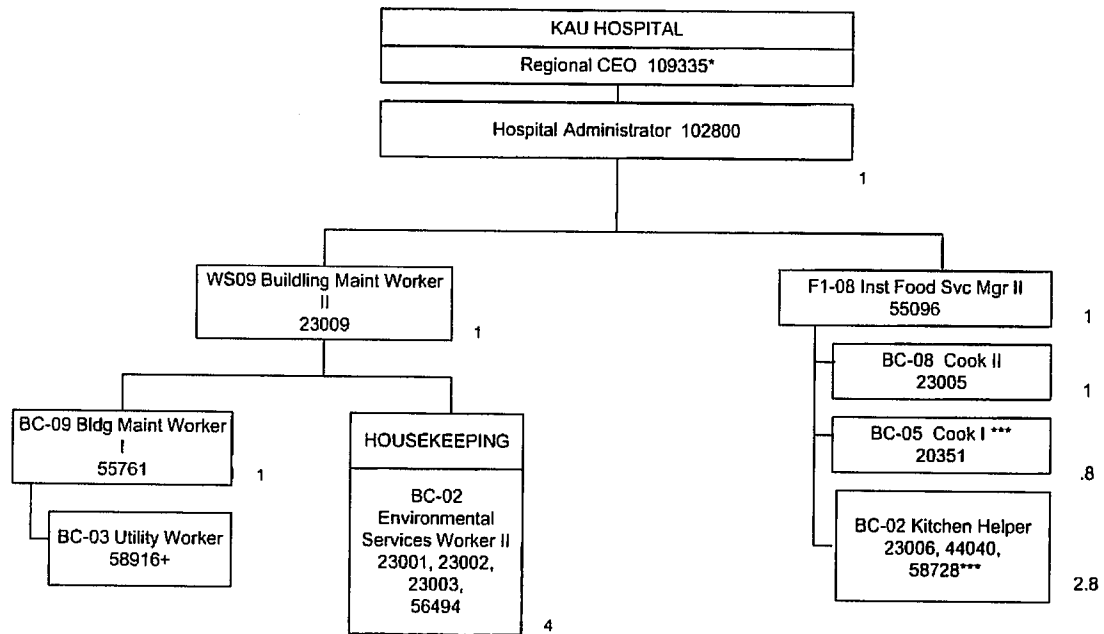 KAU HOSPITAL
Regional CEO 109335*
Hospital Administrator 102800
1
WS09 Buildling Maint Worker
II
23009
1
F1-08 Inst Food Svc Mgr II
55096
1
BC-08 Cook II
23005
1
BC-05 Cook I ***
20351
.8
BC-02 Kitchen Helper
23006, 44040,
58728***
2.8
BC-09 Bldg Maint Worker
I
55761
1
BC-03 Utility Worker
58916+
HOUSEKEEPING
BC-02
Environmental
Services Worker II
23001, 23002,
23003,
56494
4